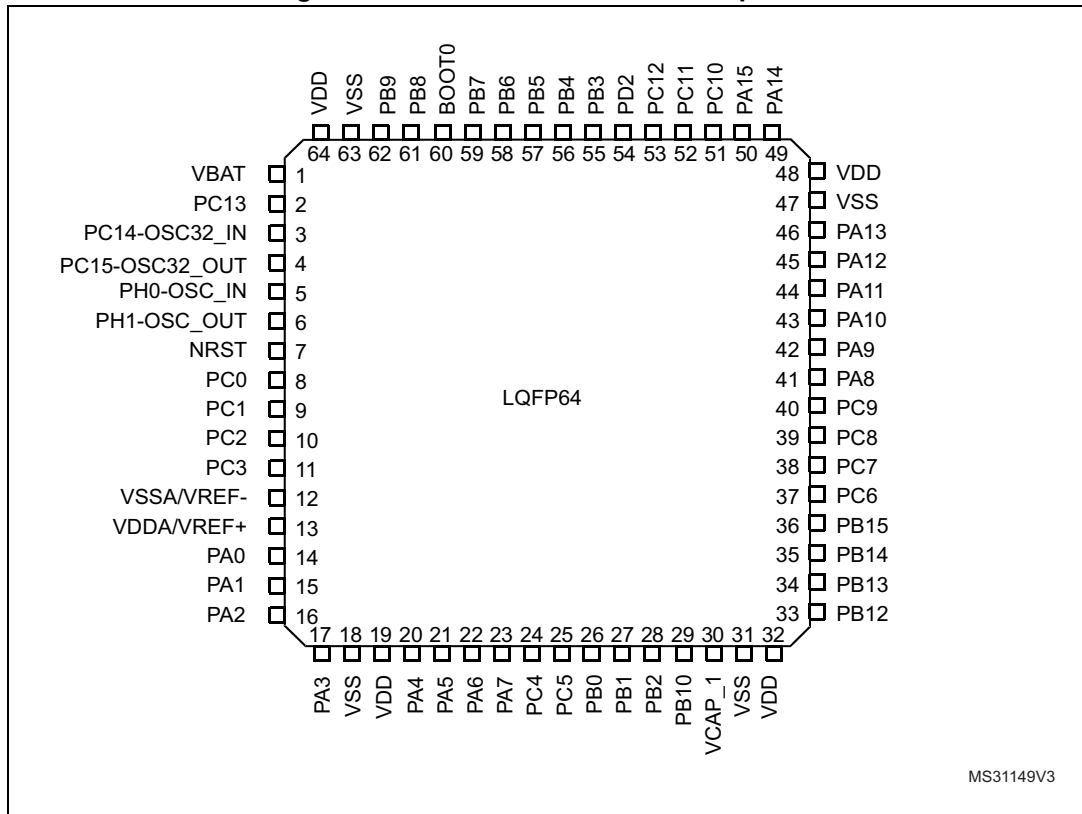 VDD VSS PB9 PB8 BOOT0 PB7 PB6 PB5 PB4 PB3 PD2 PC12 PC11 PC10 PA15 PA14
64 63 62 61 60 59 58 57 56 55 54 53 52 51 50 49
VBAT 1 48 VDD
PC13 2 47 VSS
PC14-OSC32_IN 3 46 PA13
PC15-OSC32_OUT 4 45 PA12
PH0-OSC_IN 5 44 PA11
PH1-OSC_OUT 6 43 PA10
NRST 7 42 PA9
PC0 8 41 PA8
LQFP64
PC1 9 40 PC9
PC2 10 39 PC8
PC3 11 38 PC7
VSSA/VREF- 12 37 PC6
VDDA/VREF+ 13 36 PB15
PA0 14 35 PB14
PA1 15 34 PB13
PA2 16 33 PB12
17 18 19 20 21 22 23 24 25 26 27 28 29 30 31 32
PA3 VSS VDD PA4 PA5 PA6 PA7 PC4 PC5 PB0 PB1 PB2 PB10 VCAP_1 VSS VDD
MS31149V3